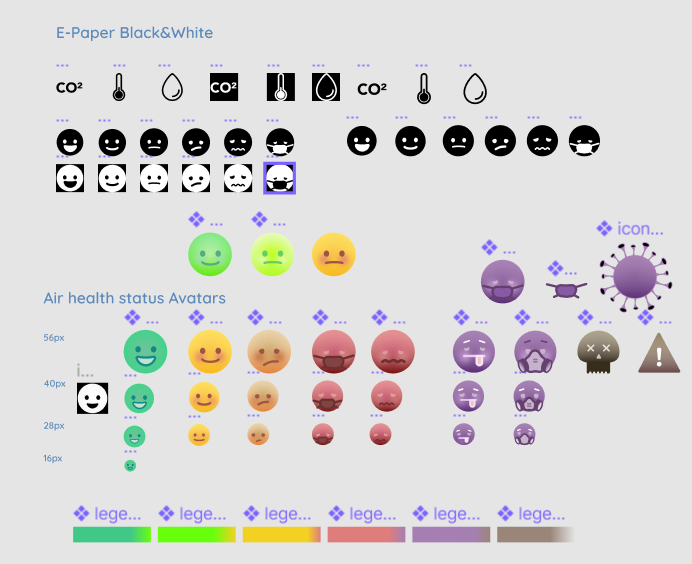 E-Paper Black&White
... ... ... ... ... ... ... ... ...
CO² CO² CO²
... ... ... ... ... ... ... ... ... ... ... ...
... ... icon...
... ...
Air health status Avatars
... ... ... ... ... ... ... ... ...
56px
i...
40px
28px
16px
!
lege... lege... lege... lege... lege... lege...